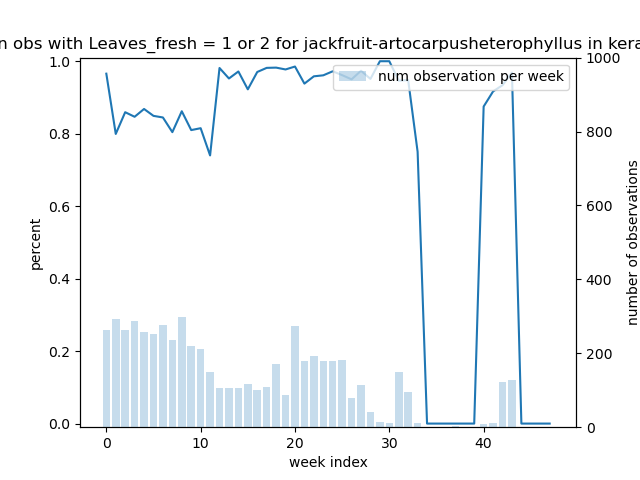 n obs with Leaves_fresh = 1 or 2 for jackfruit-artocarpusheterophyllus in kera
num observation per week
1.0
0.8
0.6
0.4
0.2
0.0
percent
1000
800
600
400
200
0
number of observations
0 10 20 30 40
week index